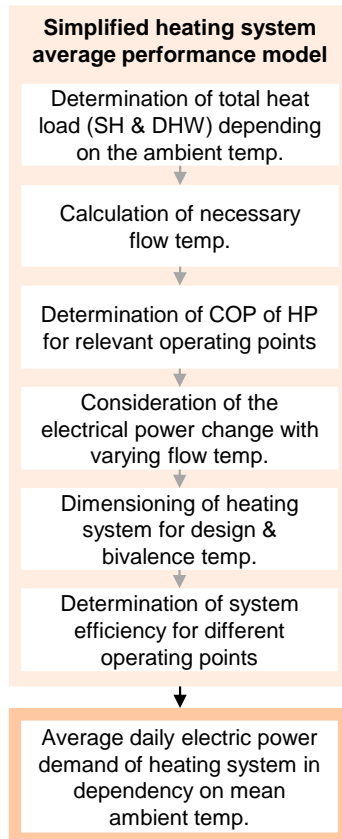 Simplified heating system
average performance model
Determination of total heat
load (SH & DHW) depending
on the ambient temp.
Calculation of necessary
flow temp.
Determination of COP of HP
for relevant operating points
Consideration of the
electrical power change with
varying flow temp.
Dimensioning of heating
system for design &
bivalence temp.
Determination of system
efficiency for different
operating points
Average daily electric power
demand of heating system in
dependency on mean
ambient temp.